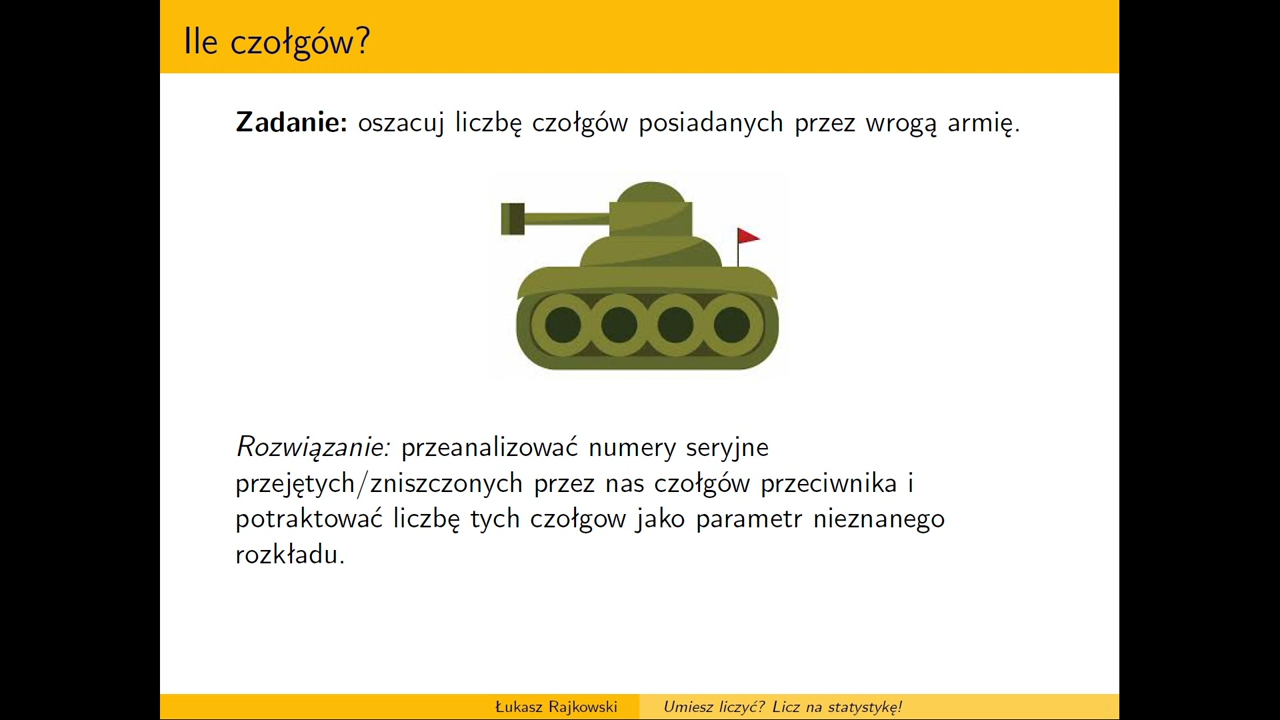 Ile czołgów?
Zadanie: oszacuj liczbę czołgów posiadanych przez wrogą armię.
Rozwiązanie: przeanalizować numery seryjne
przejętych/zniszczonych przez nas czołgów przeciwnika i
potraktować liczbę tych czołgow jako parametr nieznanego
rozkładu.
Łukasz Rajkowski
Umiesz liczyć? Licz na statystykę!